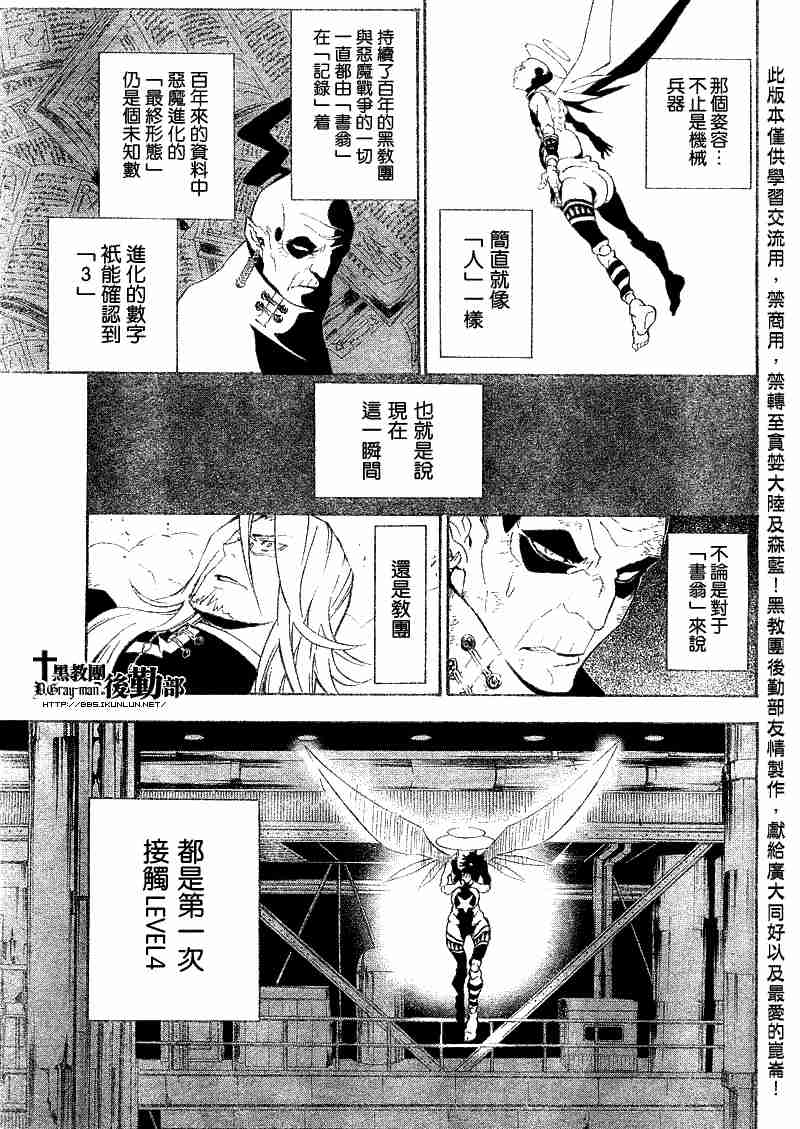 那個姿容…
不止是機械
兵器
簡直就像
「人」一樣
持續了百年的黑教團
與惡魔戰爭的一切
一直都由「書翁」
在「記錄」着
百年來的資料中
惡魔進化的
「最終形態」
仍是個未知數
進化的數字
衹能確認到
「3」
也就是說
現在
這一瞬間
不論是對于
「書翁」來說
還是教團
都是第一次
接觸LEVEL4
黑教團
D.Gray-man.後勤部
HTTP://BBS.IKUNLUN.NET/
此版本僅供學習交流用，禁商用，禁轉至貪婪大陸及森藍！黑教團後勤部友情製作，獻給廣大同好以及最愛的崑崙！